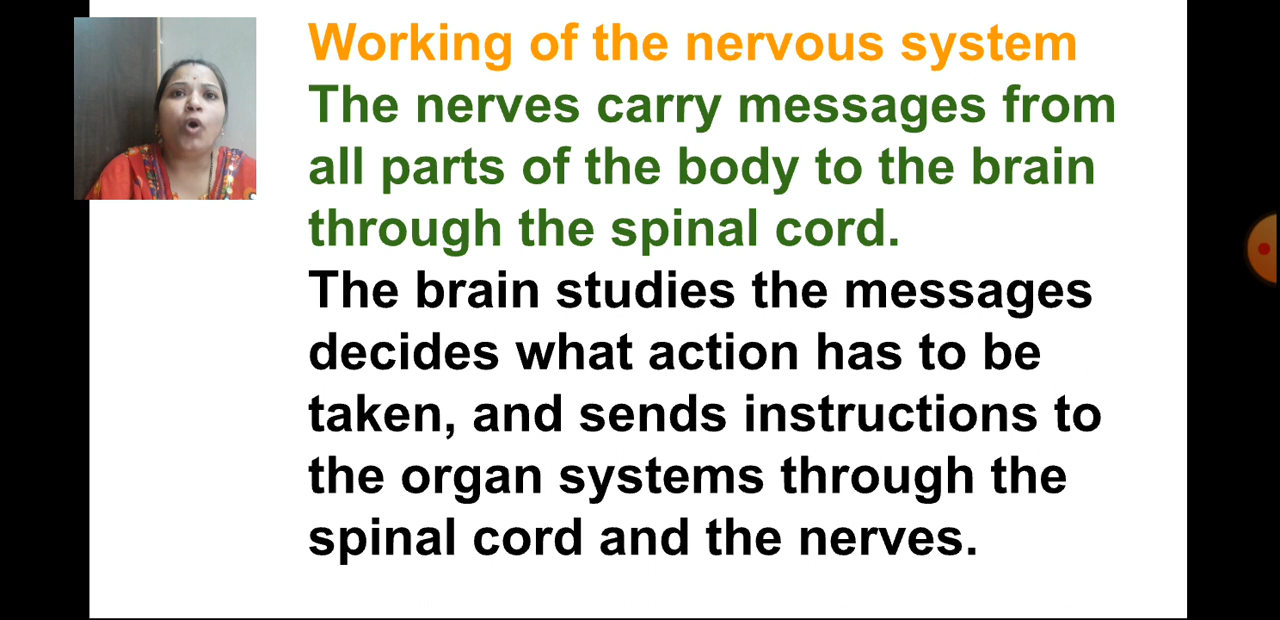 Working of the nervous system
The nerves carry messages from
all parts of the body to the brain
through the spinal cord.
The brain studies the messages
decides what action has to be
taken, and sends instructions to
the organ systems through the
spinal cord and the nerves.